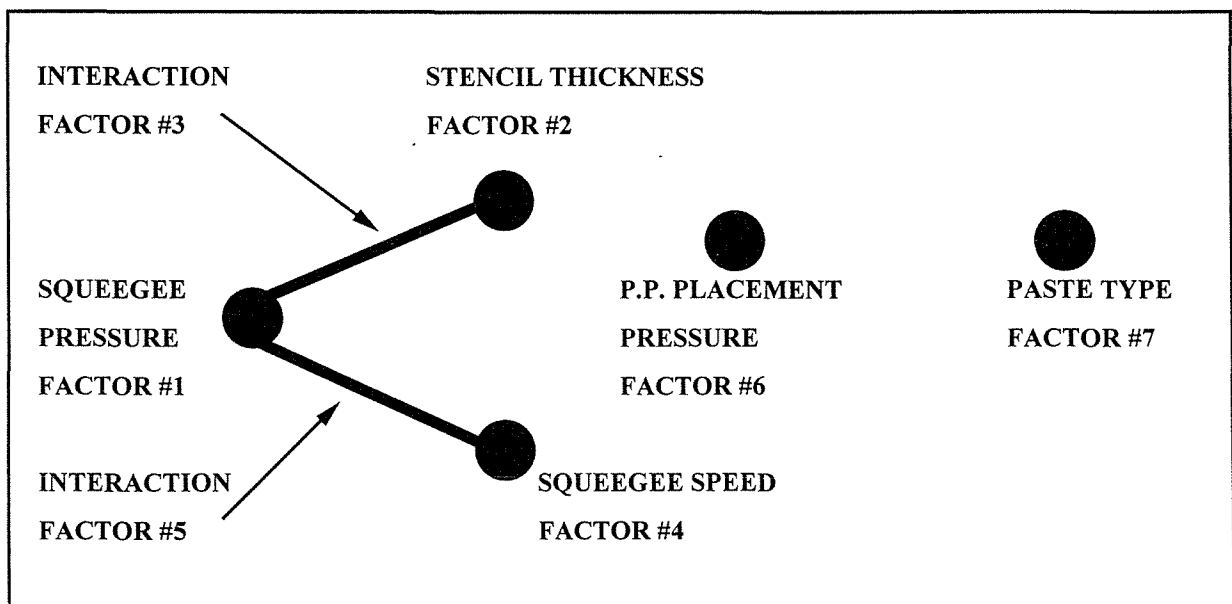 INTERACTION
FACTOR #3
STENCIL THICKNESS
FACTOR #2
SQUEEGEE
PRESSURE
FACTOR #1
P.P. PLACEMENT
PRESSURE
FACTOR #6
PASTE TYPE
FACTOR #7
INTERACTION
FACTOR #5
SQUEEGEE SPEED
FACTOR #4